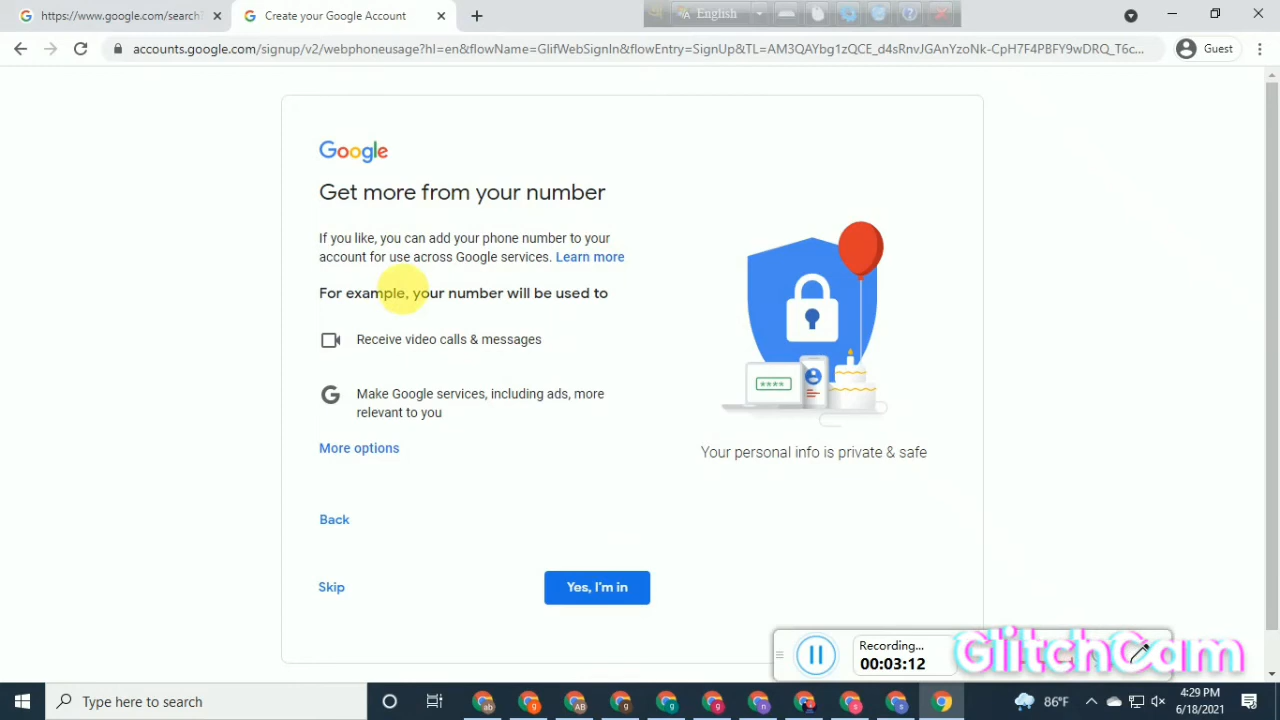 https://www.google.com/search?
Create your Google Account
English
accounts.google.com/signup/v2/webphoneusage?hl=en&flowName=GlifWebSignIn&flowEntry=SignUp&TL=AM3QAYbg1zQCE_d4sRnvJGAnYzoNk-CpH7F4PBFY9wDRQ_T6c...
Guest
Google
Get more from your number
If you like, you can add your phone number to your
account for use across Google services. Learn more
For example, your number will be used to
Receive video calls & messages
Make Google services, including ads, more
relevant to you
More options
****
Your personal info is private & safe
Back
Skip
Yes, I'm in
Recording...
00:03:12
GlitchCam
Type here to search
ab
g
AB
g
g
g
n
s
s
86°F
4:29 PM
6/18/2021